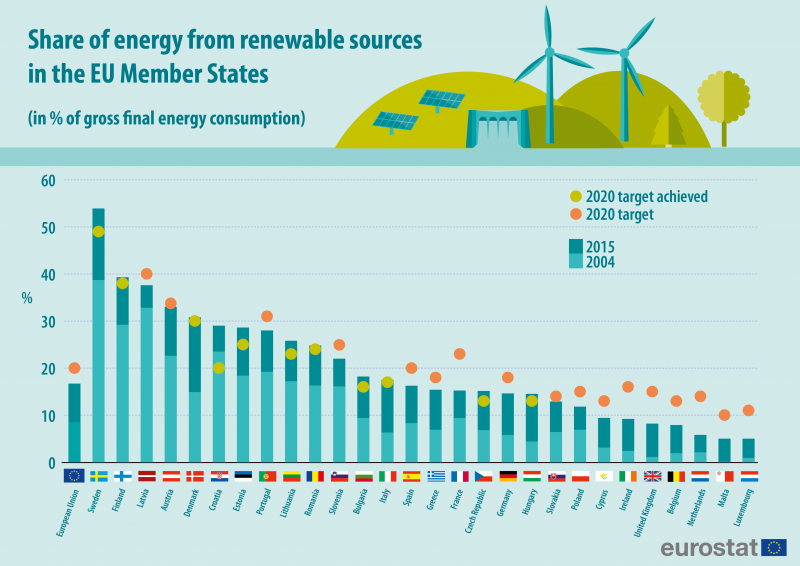 Share of energy from renewable sources
in the EU Member States
(in % of gross final energy consumption)
60
50
40
30
20
10
0
%
2020 target achieved
2020 target
2015
2004
European Union
Sweden
Finland
Latvia
Austria
Denmark
Croatia
Estonia
Portugal
Lithuania
Romania
Slovenia
Bulgaria
Italy
Spain
Greece
France
Czech Republic
Germany
Hungary
Slovakia
Poland
Cyprus
Ireland
United Kingdom
Belgium
Netherlands
Malta
Luxembourg
eurostat